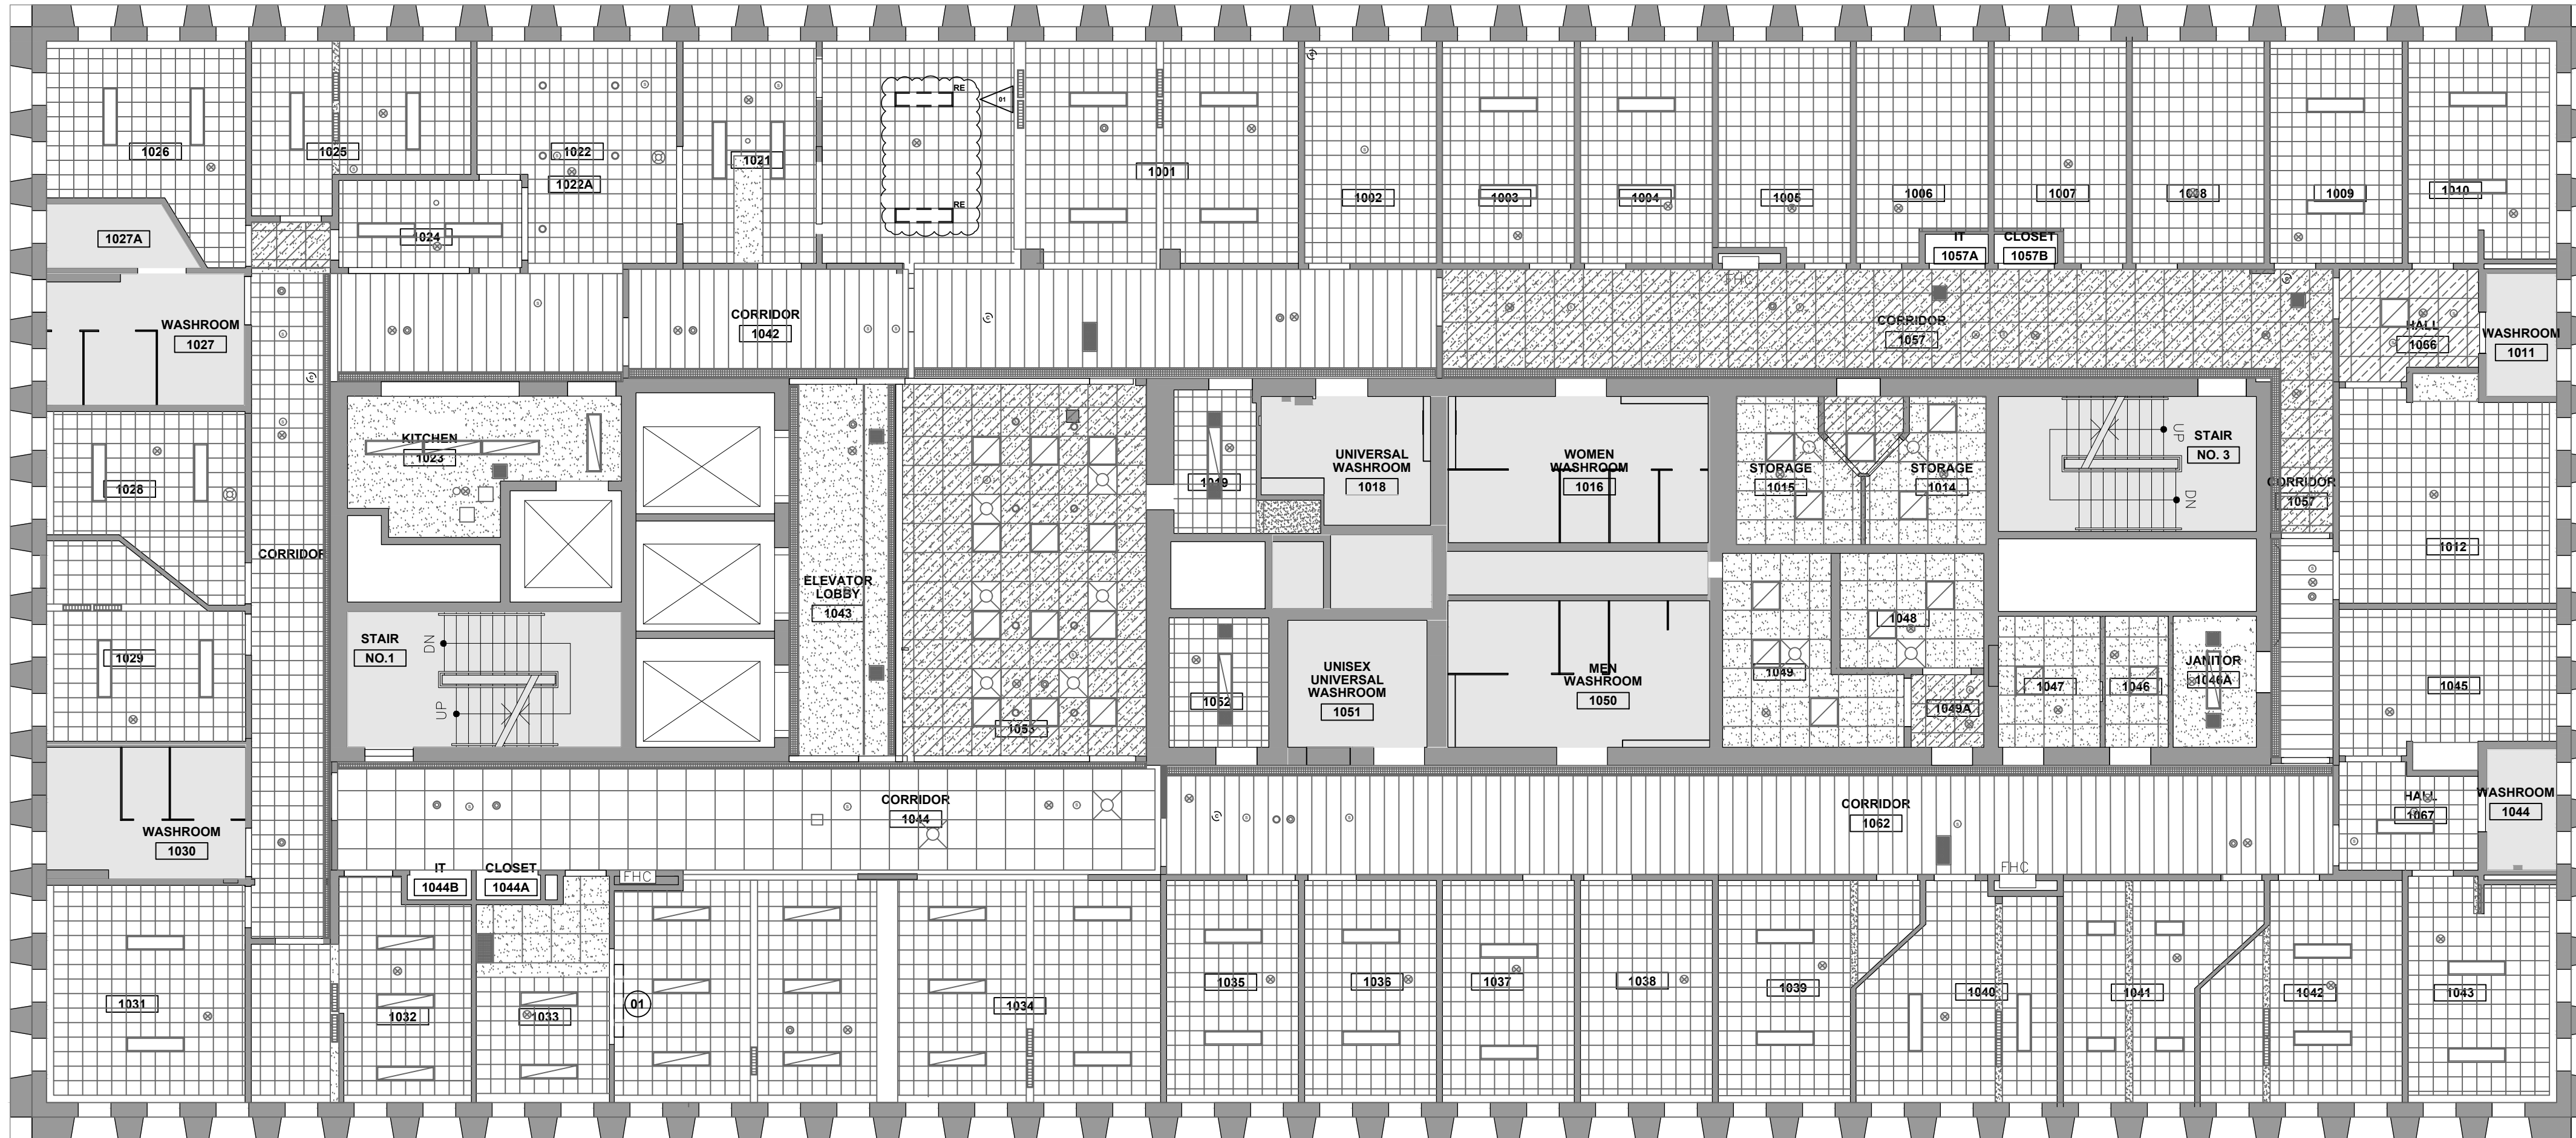 RE
01
RE
1026
1025
1022
1022A
1021
1001
1002
1003
1004
1005
1006
1007
1008
1009
1010
1027A
1024
IT
1057A
CLOSET
1057B
FHC
WASHROOM
1027
CORRIDOR
1042
CORRIDOR
1057
HALL
1066
WASHROOM
1011
KITCHEN
1023
1019
UNIVERSAL
WASHROOM
1018
WOMEN
WASHROOM
1016
STORAGE
1015
STORAGE
1014
UP
DN
STAIR
NO. 3
CORRIDOR
1057
1028
CORRIDOR
ELEVATOR
LOBBY
1043
1012
1029
STAIR
NO.1
DN
UP
1053
1052
UNISEX
UNIVERSAL
WASHROOM
1051
MEN
WASHROOM
1050
1049
1048
1049A
1047
1046
JANITOR
1046A
1045
WASHROOM
1030
CORRIDOR
1044
CORRIDOR
1062
HALL
1067
WASHROOM
1044
IT
1044B
CLOSET
1044A
FHC
FHC
1031
1032
1033
01
1034
1035
1036
1037
1038
1039
1040
1041
1042
1043